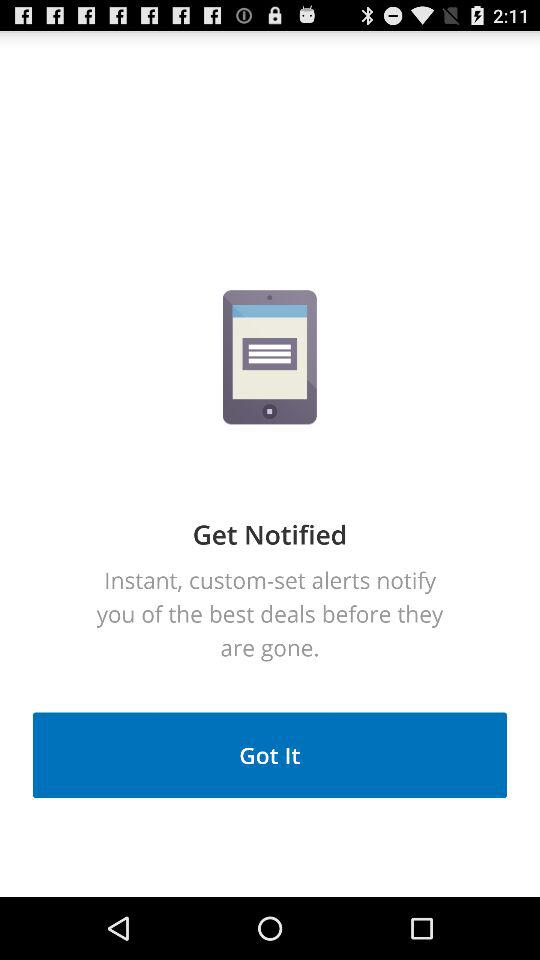 2:11
Get Notified
Instant, custom-set alerts notify
you of the best deals before they
are gone.
Got It